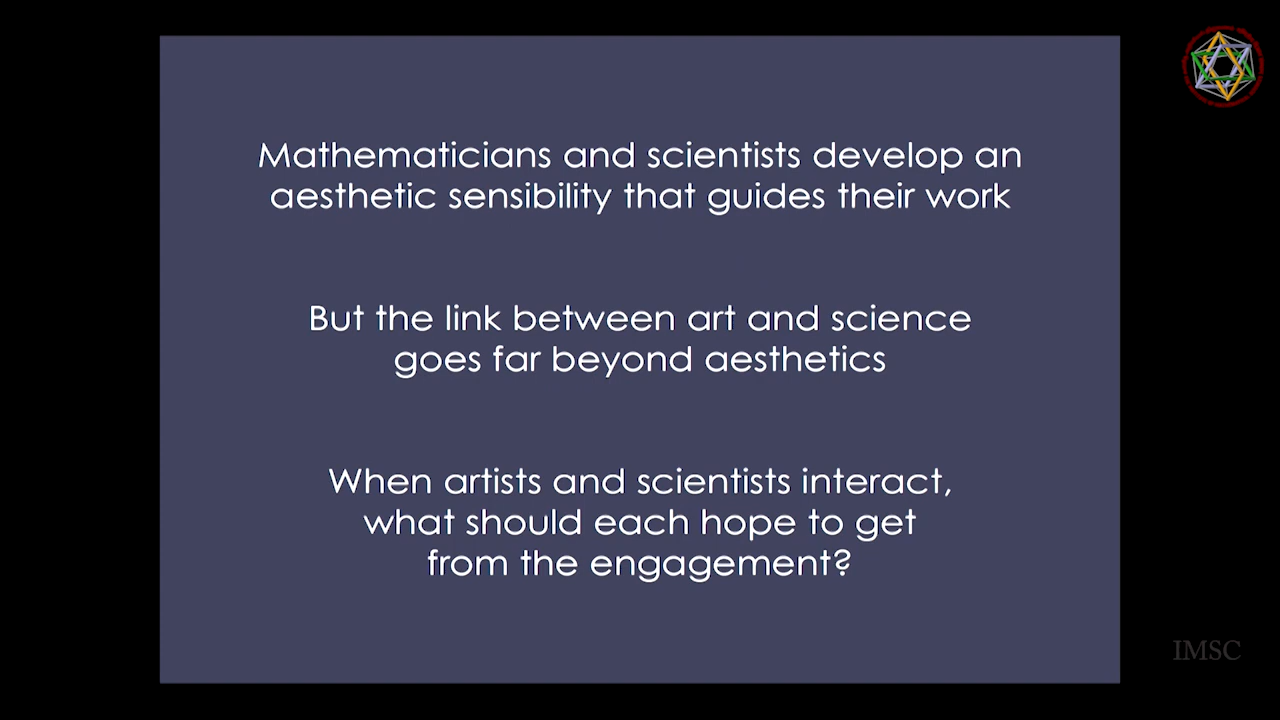 Mathematicians and scientists develop an
aesthetic sensibility that guides their work
But the link between art and science
goes far beyond aesthetics
When artists and scientists interact,
what should each hope to get
from the engagement?
IMSC